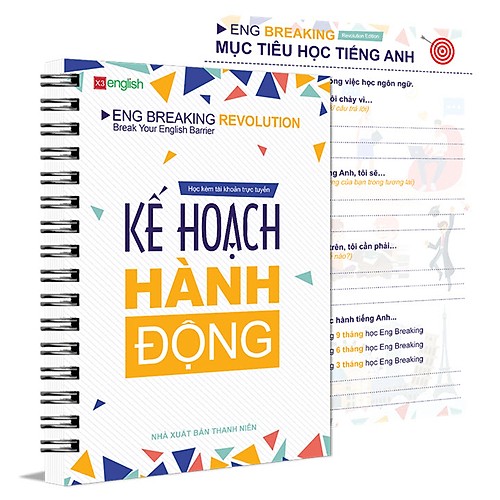 X3 english
ENG BREAKING REVOLUTION
Break Your English Barrier
Học kèm tài khoản trực tuyến
KẾ HOẠCH
HÀNH
ĐỘNG
NHÀ XUẤT BẢN THANH NIÊN
ENG BREAKING Revolution Edition
MỤC TIÊU HỌC TIẾNG ANH
ong việc học ngôn ngữ.
ôi cháy vì...
câu trả lời)
g Anh, tôi sẽ...
ng của bạn trong tương lai)
trên, tôi cần phải...
nào?)
c hành tiếng Anh...
g 9 tháng học Eng Breaking
g 6 tháng học Eng Breaking
g 3 tháng học Eng Breaking